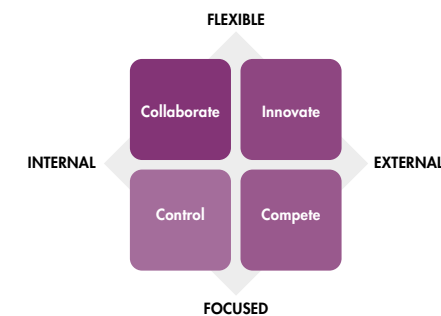 FLEXIBLE
Collaborate
Innovate
INTERNAL
EXTERNAL
Control
Compete
FOCUSED